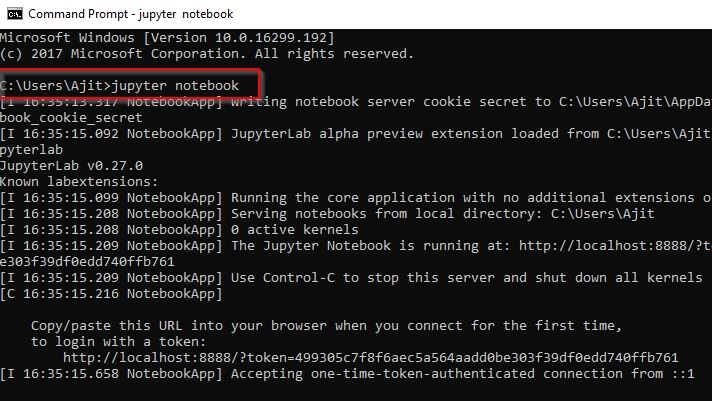 Command Prompt - jupyter notebook
Microsoft Windows [Version 10.0.16299.192]
(c) 2017 Microsoft Corporation. All rights reserved.
C:\Users\Ajit>jupyter notebook
[I 16:35:13.317 NotebookApp] Writing notebook server cookie secret to C:\Users\Ajit\AppDa
book_cookie_secret
[I 16:35:15.092 NotebookApp] JupyterLab alpha preview extension loaded from C:\Users\Ajit
pyterlab
JupyterLab v0.27.0
Known labextensions:
[I 16:35:15.099 NotebookApp] Running the core application with no additional extensions o
[I 16:35:15.208 NotebookApp] Serving notebooks from local directory: C:\Users\Ajit
[I 16:35:15.208 NotebookApp] 0 active kernels
[I 16:35:15.209 NotebookApp] The Jupyter Notebook is running at: http://localhost:8888/?t
e303f39df0edd740ffb761
[I 16:35:15.209 NotebookApp] Use Control-C to stop this server and shut down all kernels
[C 16:35:15.216 NotebookApp]
Copy/paste this URL into your browser when you connect for the first time,
to login with a token:
http://localhost:8888/?token=499305c7f8f6aec5a564aadd0be303f39df0edd740ffb761
[I 16:35:15.658 NotebookApp] Accepting one-time-token-authenticated connection from ::1